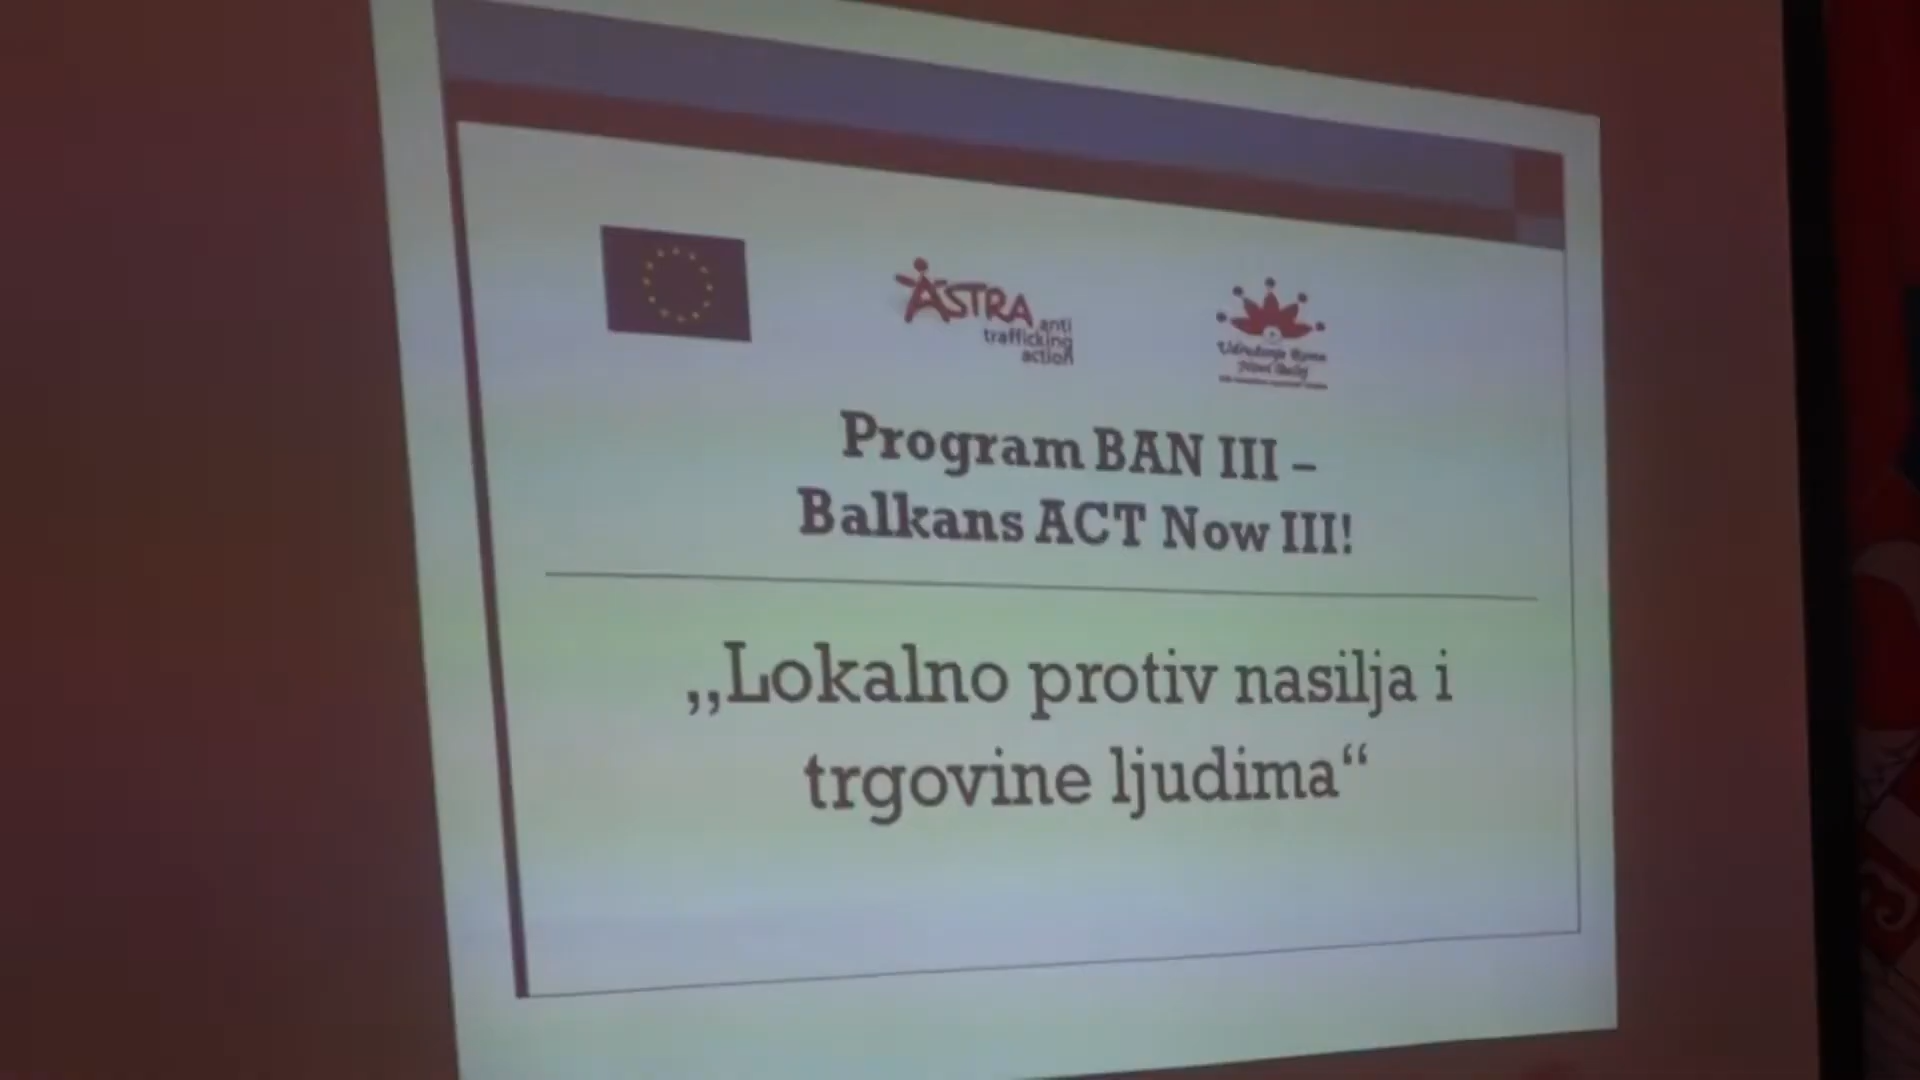 ASTRA
anti
trafficking
action
Program BAN III –
Balkans ACT Now III!
„Lokalno protiv nasilja i
trgovine ljudima“